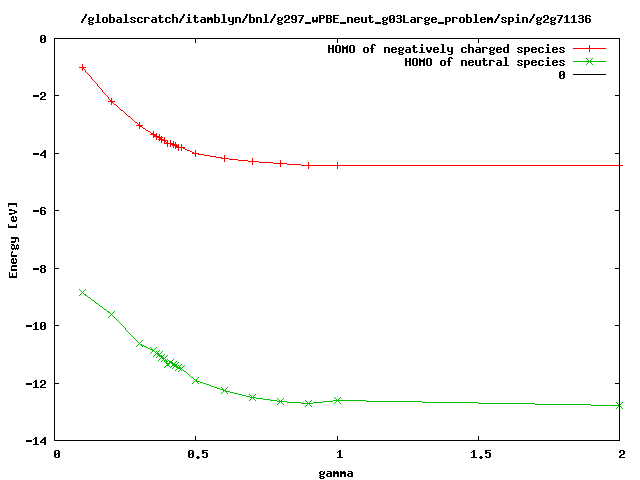 /globalscratch/itamblyn/bnl/g297_wPBE_neut_g03Large_problem/spin/g2g71136
HOMO of negatively charged species
HOMO of neutral species
0
0
-2
-4
-6
-8
-10
-12
-14
Energy [eV]
0 0.5 1 1.5 2
gamma